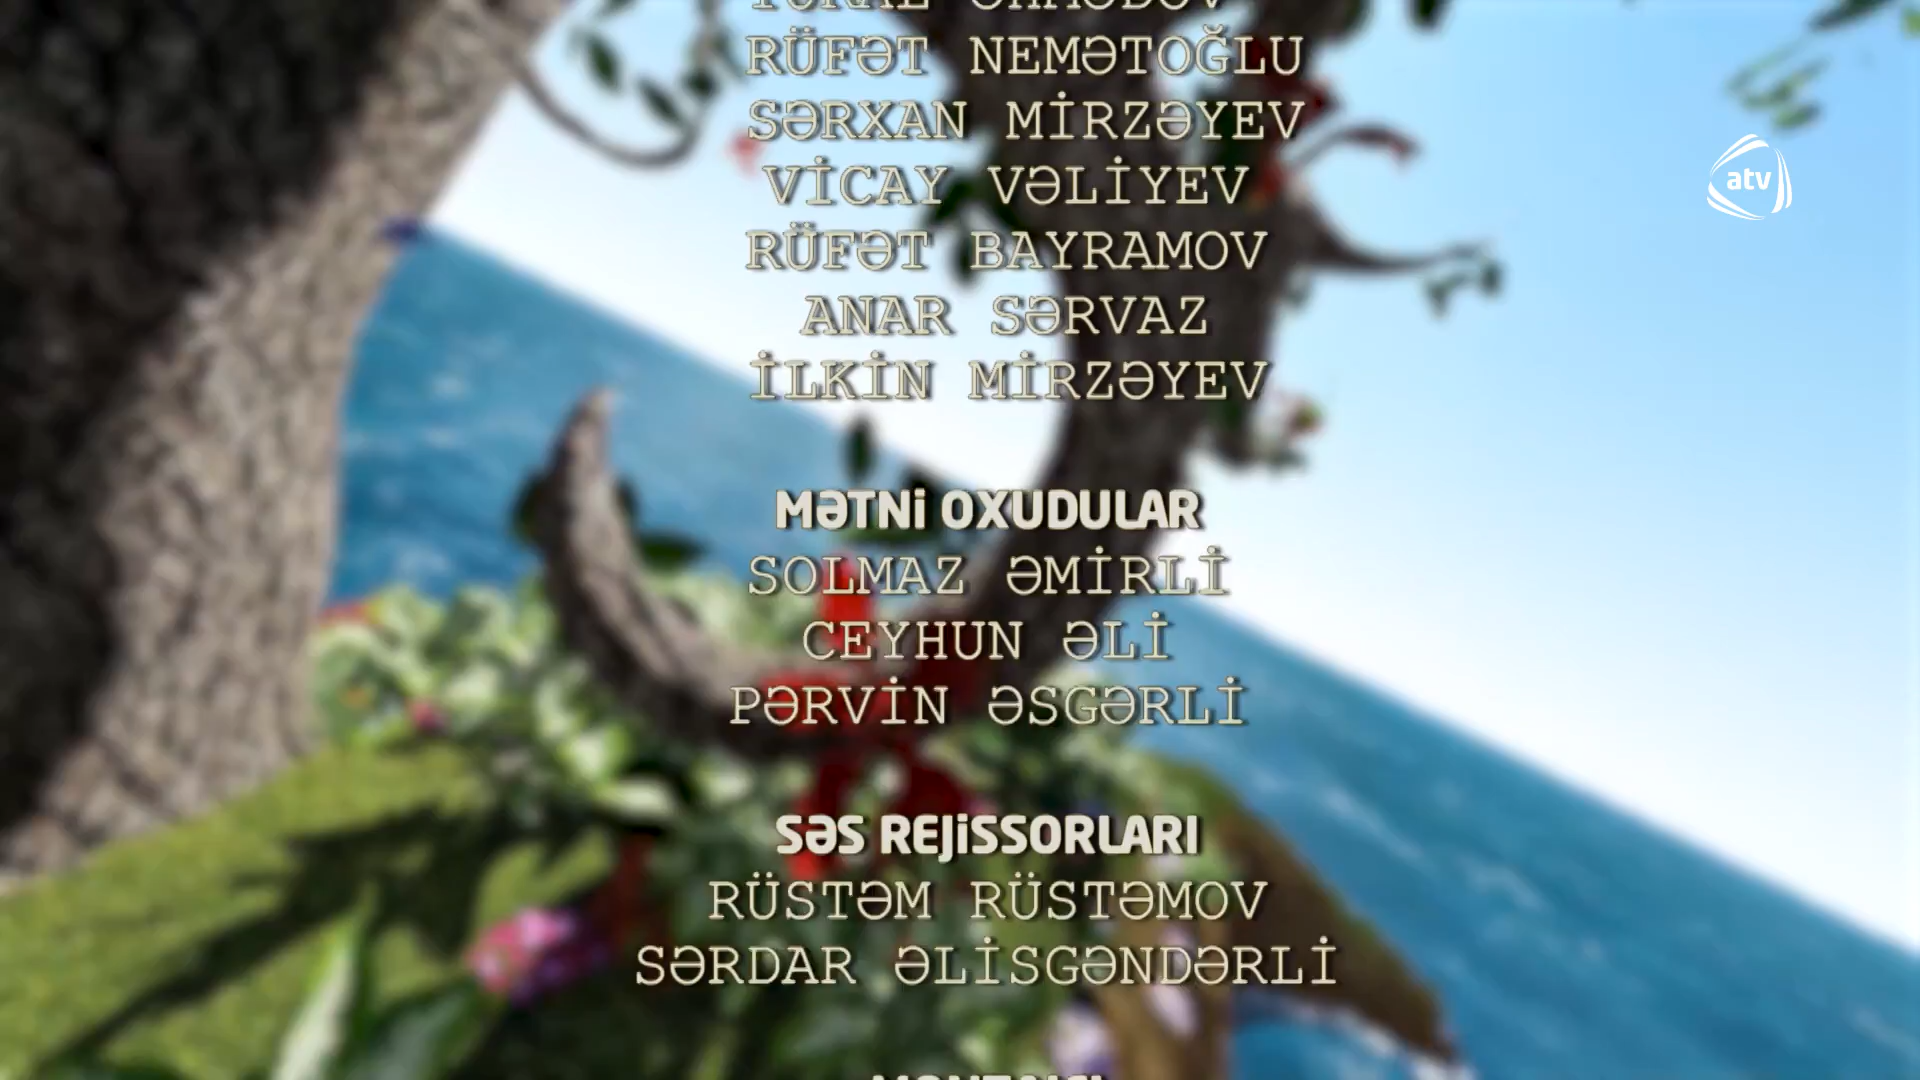 RÜFƏT NEMƏTOĞLU
SƏRXAN MİRZƏYEV
VİCAY VƏLİYEV
RÜFƏT BAYRAMOV
ANAR SƏRVAZ
İLKİN MİRZƏYEV
MƏTNİ OXUDULAR
SOLMAZ ƏMİRLİ
CEYHUN ƏLİ
PƏRVİN ƏSGƏRLİ
SƏS REJİSSORLARI
RÜSTƏM RÜSTƏMOV
SƏRDAR ƏLİSGƏNDƏRLİ
atv